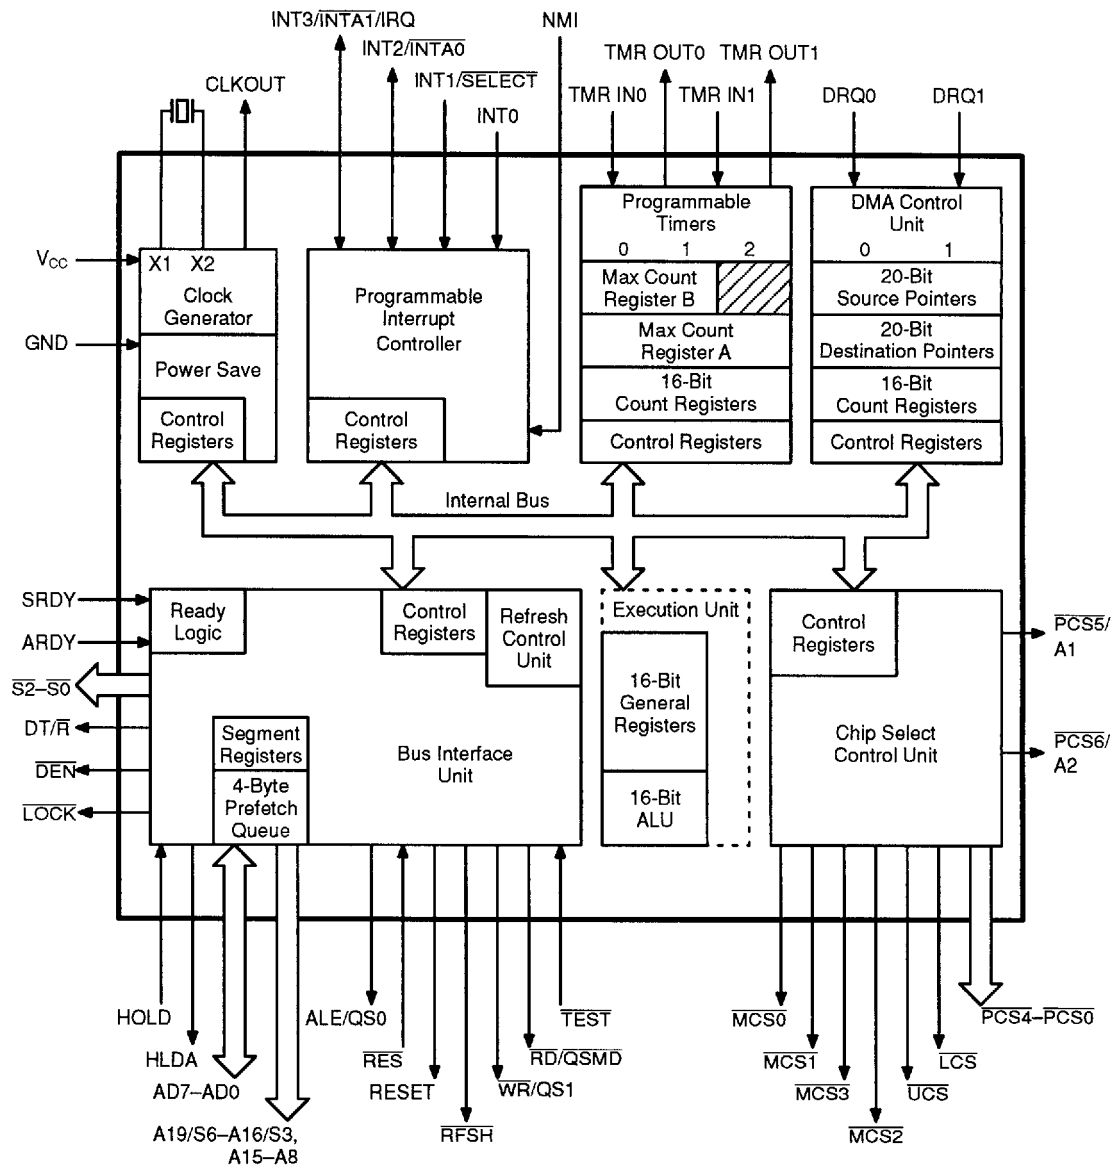 INT3/INTA1/IRQ
NMI
INT2/INTA0
TMR OUT0 TMR OUT1
CLKOUT
INT1/SELECT
TMR IN0 TMR IN1
DRQ0 DRQ1
INT0
VCC
GND
X1 X2
Clock
Generator
Power Save
Control
Registers
Programmable
Interrupt
Controller
Control
Registers
Programmable
Timers
0 1 2
Max Count
Register B
Max Count
Register A
16-Bit
Count Registers
Control Registers
DMA Control
Unit
0 1
20-Bit
Source Pointers
20-Bit
Destination Pointers
16-Bit
Count Registers
Control Registers
Internal Bus
SRDY
ARDY
S2–S0
DT/R
DEN
LOCK
Ready
Logic
Control
Registers
Refresh
Control
Unit
Segment
Registers
4-Byte
Prefetch
Queue
Bus Interface
Unit
Execution Unit
16-Bit
General
Registers
16-Bit
ALU
Control
Registers
Chip Select
Control Unit
PCS5/
A1
PCS6/
A2
HOLD
HLDA
AD7–AD0
A19/S6–A16/S3,
A15–A8
ALE/QS0
RES
RESET
RFSH
WR/QS1
RD/QSMD
TEST
MCS0
MCS1
MCS3
MCS2
UCS
LCS
PCS4–PCS0